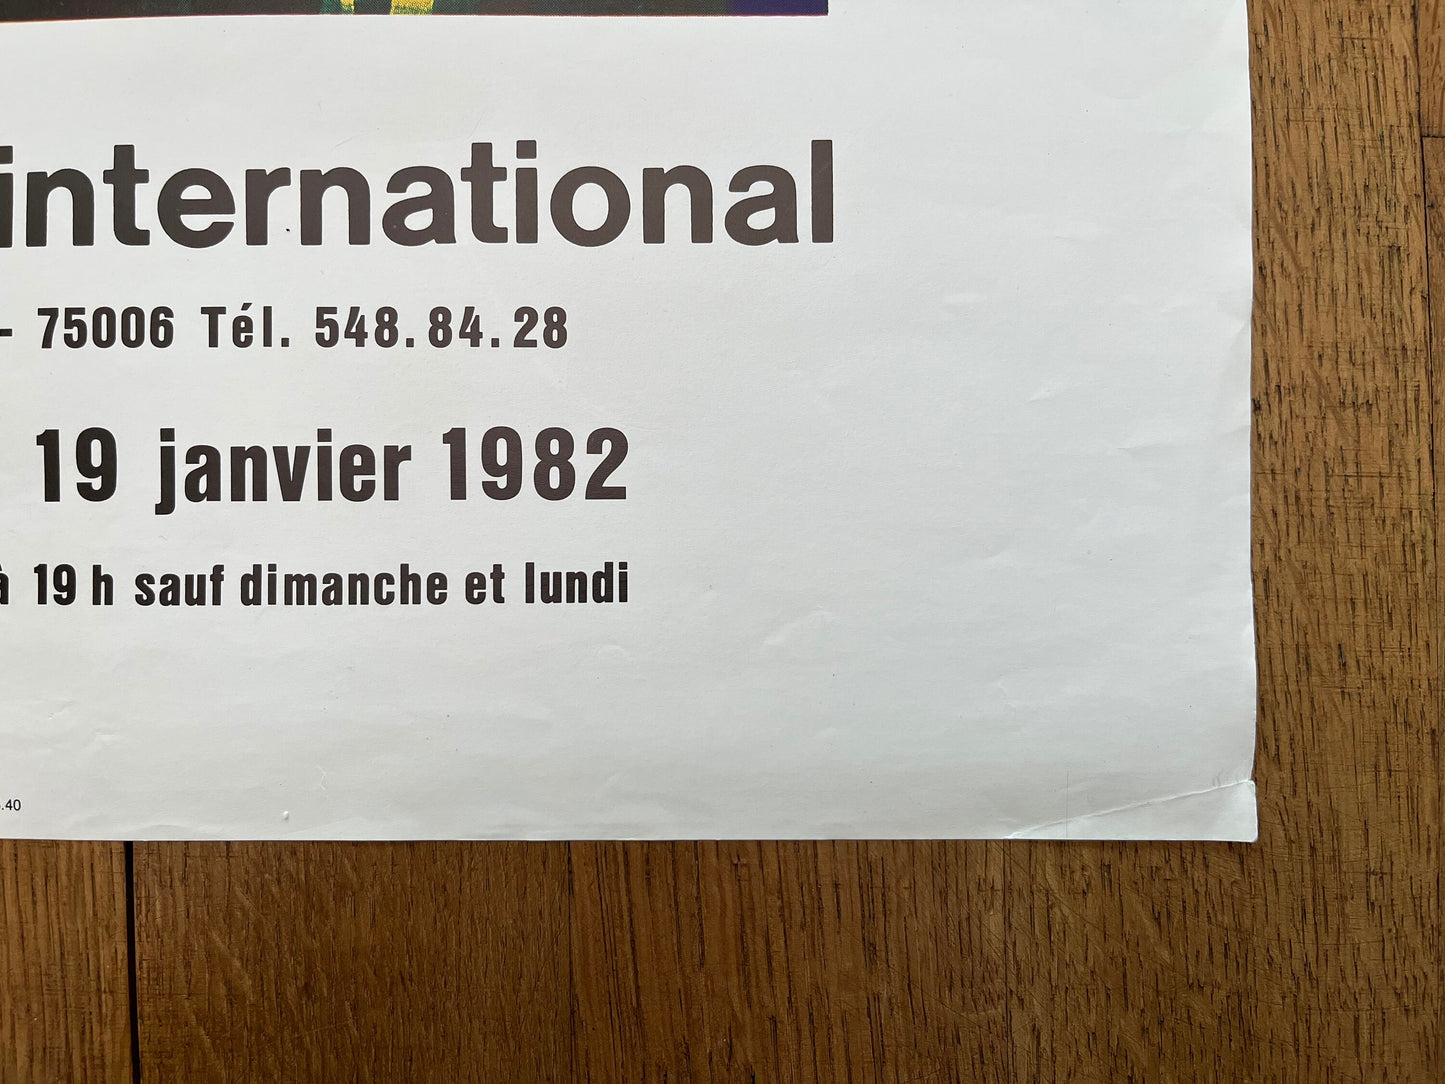 international
- 75006 Tél. 548.84.28
19 janvier 1982
à 19 h sauf dimanche et lundi
.40